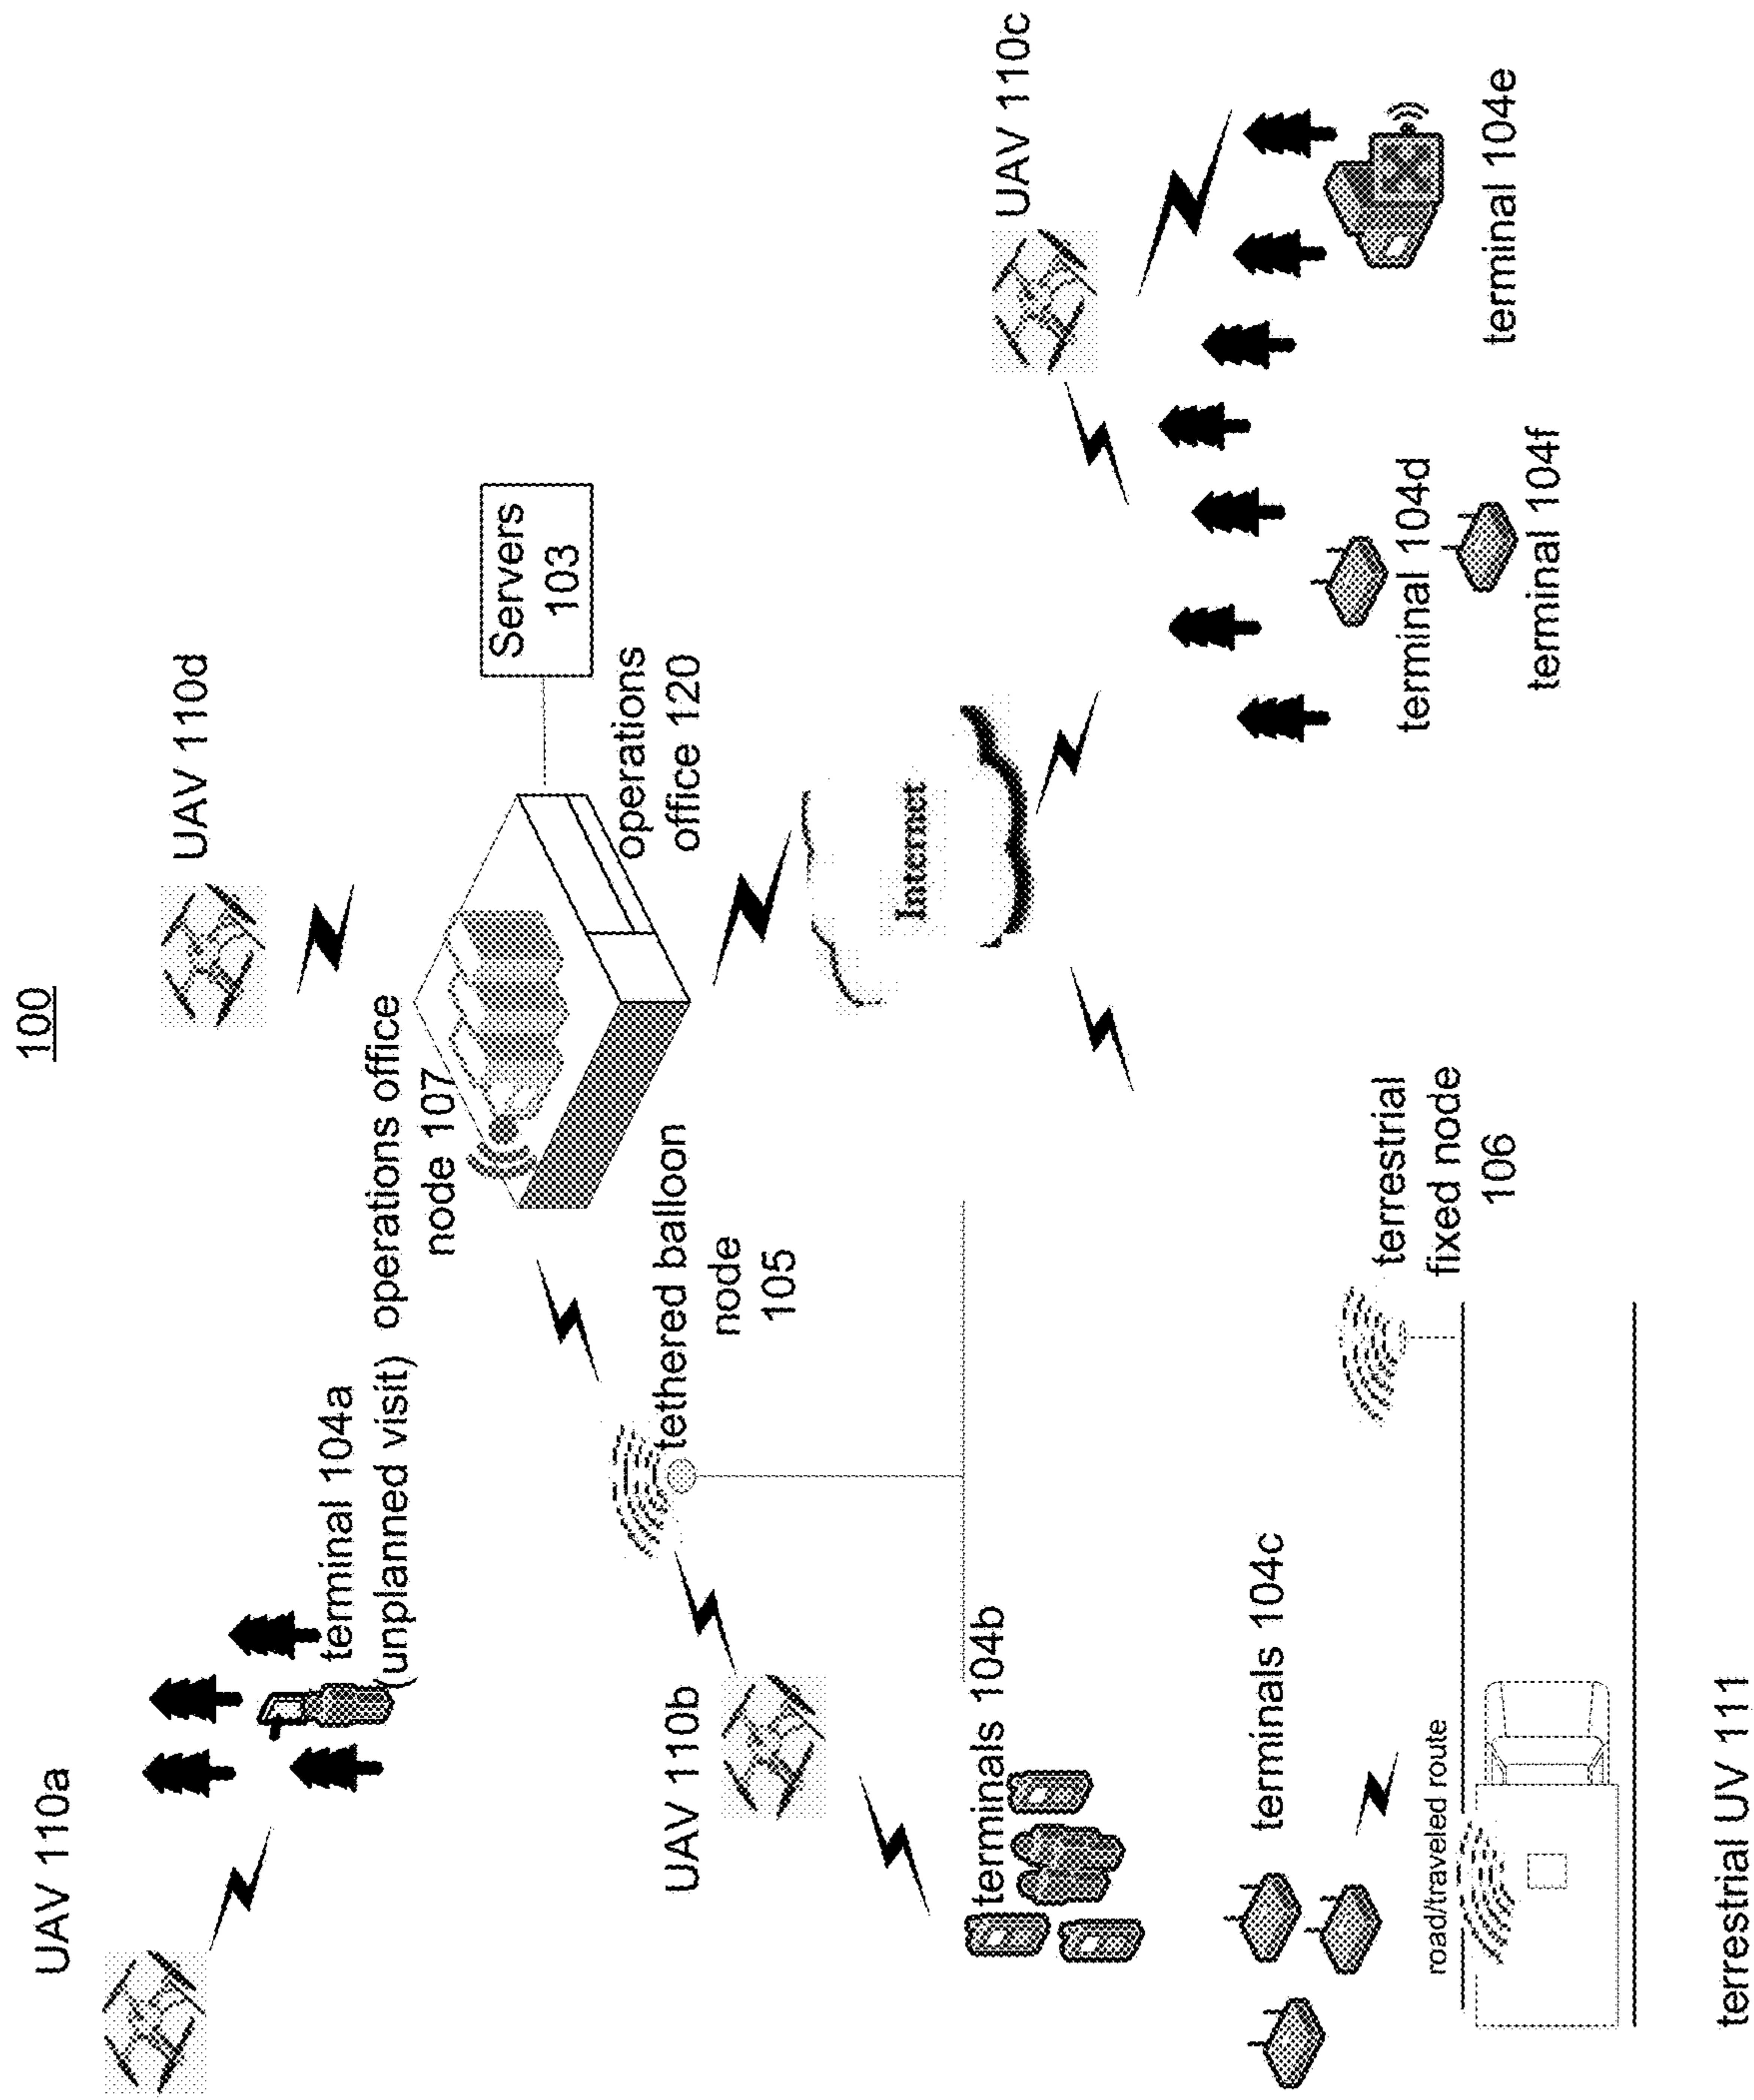 100
UAV 110a
UAV 110d
terminal 104a
(unplanned visit)
operations office
node 107
Servers
103
operations
office 120
UAV 110b
tethered balloon
node
105
Internet
UAV 110c
terminals 104b
terminals 104c
terrestrial
fixed node
106
terminal 104d
terminal 104f
terminal 104e
road/traveled route
terrestrial UV 111